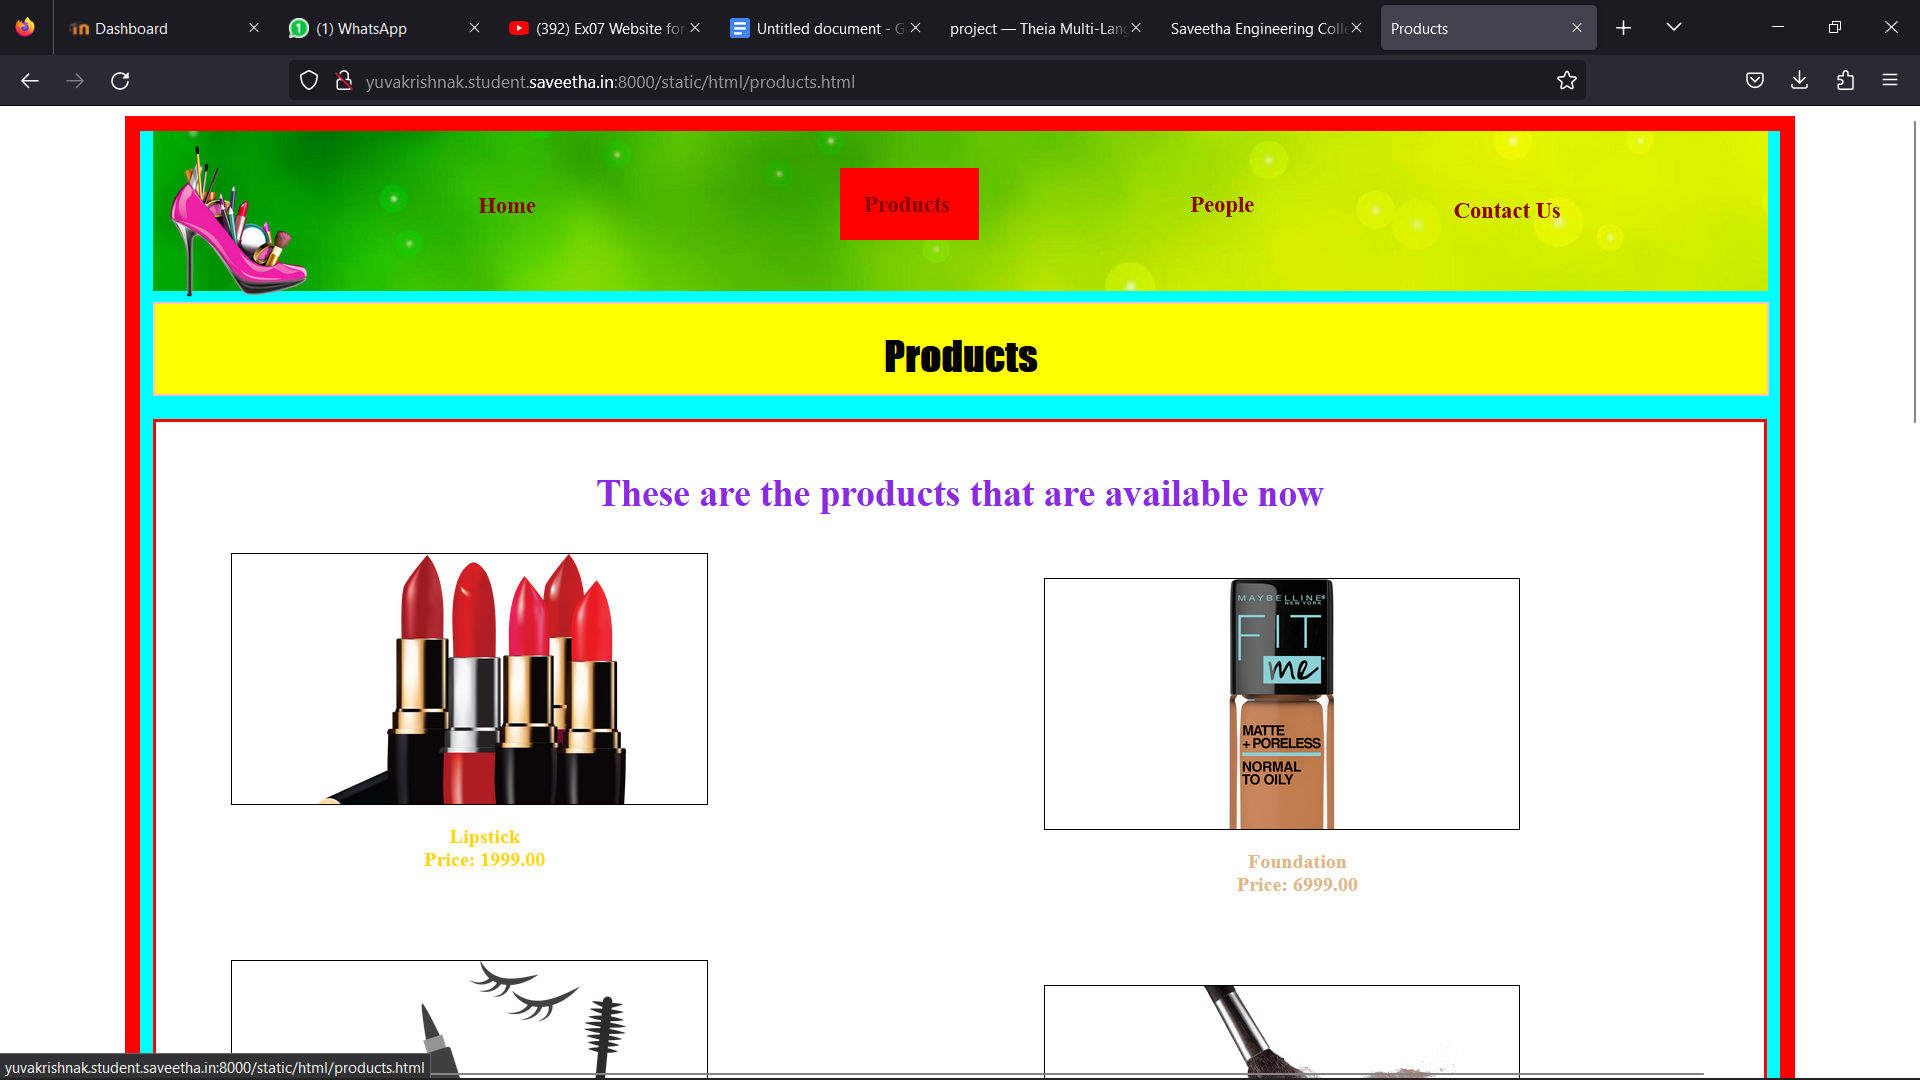 Dashboard
(1) WhatsApp
(392) Ex07 Website for
Untitled document - G
project — Theia Multi-Lang
Saveetha Engineering Colle
Products
yuvakrishnak.student.saveetha.in:8000/static/html/products.html
Home
Products
People
Contact Us
Products
These are the products that are available now
MAYBELLINE
NEW YORK
FIT
me
MATTE
+ PORELESS
NORMAL
TO OILY
Lipstick
Price: 1999.00
Foundation
Price: 6999.00
yuvakrishnak.student.saveetha.in:8000/static/html/products.html